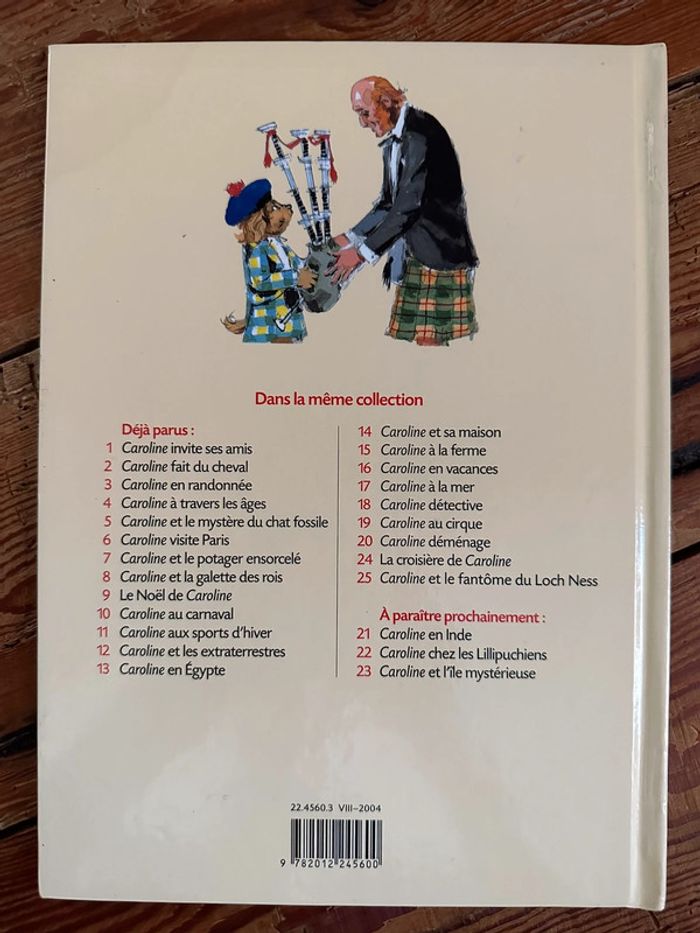 Dans la même collection
Déjà parus :
1 Caroline invite ses amis
2 Caroline fait du cheval
3 Caroline en randonnée
4 Caroline à travers les âges
5 Caroline et le mystère du chat fossile
6 Caroline visite Paris
7 Caroline et le potager ensorcelé
8 Caroline et la galette des rois
9 Le Noël de Caroline
10 Caroline au carnaval
11 Caroline aux sports d'hiver
12 Caroline et les extraterrestres
13 Caroline en Égypte
14 Caroline et sa maison
15 Caroline à la ferme
16 Caroline en vacances
17 Caroline à la mer
18 Caroline détective
19 Caroline au cirque
20 Caroline déménage
24 La croisière de Caroline
25 Caroline et le fantôme du Loch Ness
À paraître prochainement :
21 Caroline en Inde
22 Caroline chez les Lillipuchiens
23 Caroline et l'île mystérieuse
22.4560.3 VIII–2004
9 782012 245600